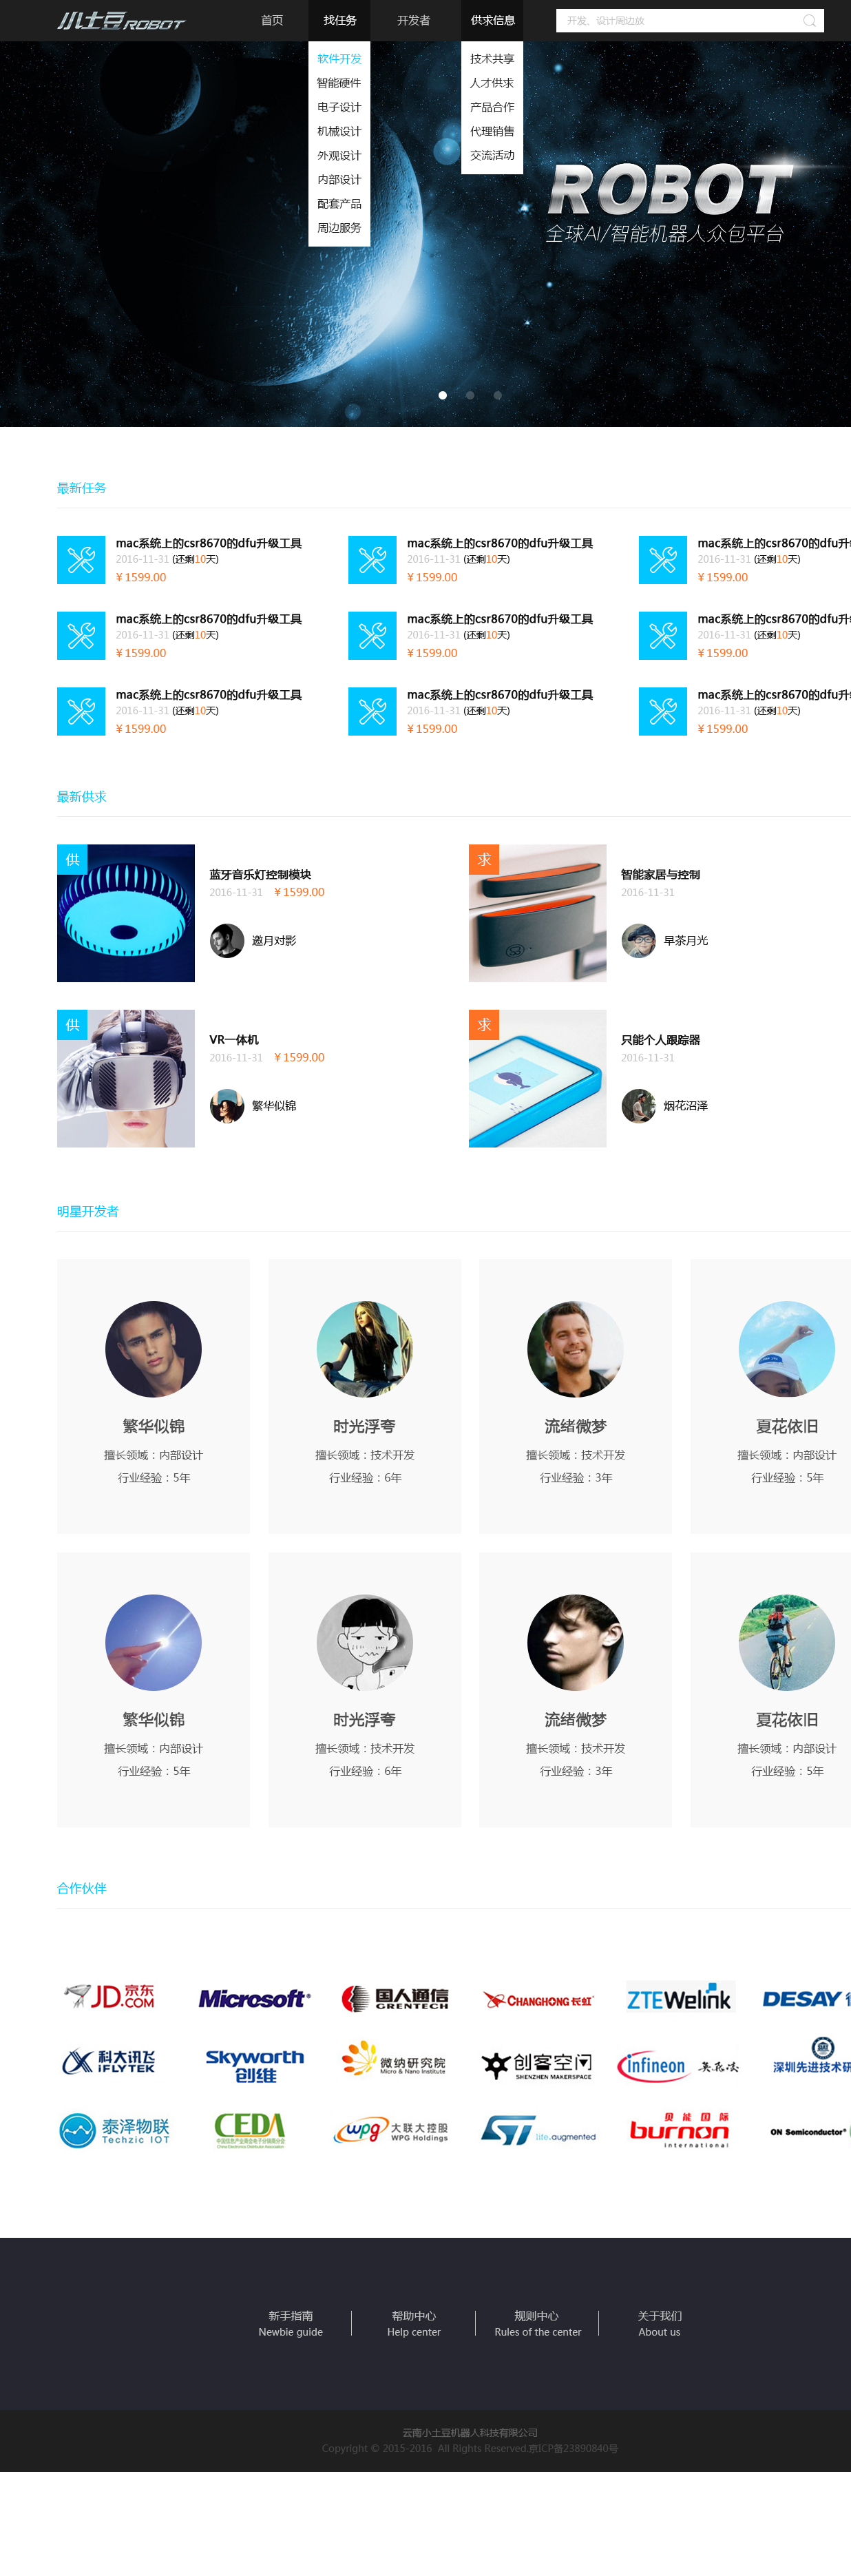 小土豆ROBOT 首页 找任务 开发者 供求信息 开发、设计周边放
软件开发
智能硬件
电子设计
机械设计
外观设计
内部设计
配套产品
周边服务
技术共享
人才供求
产品合作
代理销售
交流活动
ROBOT
全球AI/智能机器人众包平台
最新任务
mac系统上的csr8670的dfu升级工具
2016-11-31 (还剩10天)
¥ 1599.00
mac系统上的csr8670的dfu升级工具
2016-11-31 (还剩10天)
¥ 1599.00
mac系统上的csr8670的dfu升
2016-11-31 (还剩10天)
¥ 1599.00
mac系统上的csr8670的dfu升级工具
2016-11-31 (还剩10天)
¥ 1599.00
mac系统上的csr8670的dfu升级工具
2016-11-31 (还剩10天)
¥ 1599.00
mac系统上的csr8670的dfu升
2016-11-31 (还剩10天)
¥ 1599.00
mac系统上的csr8670的dfu升级工具
2016-11-31 (还剩10天)
¥ 1599.00
mac系统上的csr8670的dfu升级工具
2016-11-31 (还剩10天)
¥ 1599.00
mac系统上的csr8670的dfu升
2016-11-31 (还剩10天)
¥ 1599.00
最新供求
供
蓝牙音乐灯控制模块
2016-11-31 ¥ 1599.00
邀月对影
求
智能家居与控制
2016-11-31
早茶月光
供
VR一体机
2016-11-31 ¥ 1599.00
繁华似锦
求
只能个人跟踪器
2016-11-31
烟花沼泽
明星开发者
繁华似锦
擅长领域：内部设计
行业经验：5年
时光浮夸
擅长领域：技术开发
行业经验：6年
流绪微梦
擅长领域：技术开发
行业经验：3年
夏花依旧
擅长领域：内部设计
行业经验：5年
繁华似锦
擅长领域：内部设计
行业经验：5年
时光浮夸
擅长领域：技术开发
行业经验：6年
流绪微梦
擅长领域：技术开发
行业经验：3年
夏花依旧
擅长领域：内部设计
行业经验：5年
合作伙伴
JD.COM 京东
Microsoft®
国人通信
GRENTECH
CHANGHONG 长虹
ZTEWelink
DESAY
科大讯飞
iFLYTEK
Skyworth
创维
微纳研究院
Micro & Nano Institute
创客空间
SHENZHEN MAKERSPACE
infineon 英飞凌
深圳先进技术研
泰泽物联
Techzic IOT
CEDA
wpg 大联大控股
WPG Holdings
ST life.augmented
贝能国际
burnon
international
ON Semiconductor
新手指南
Newbie guide
帮助中心
Help center
规则中心
Rules of the center
关于我们
About us
云南小土豆机器人科技有限公司
Copyright © 2015-2016 All Rights Reserved.京ICP备23890840号